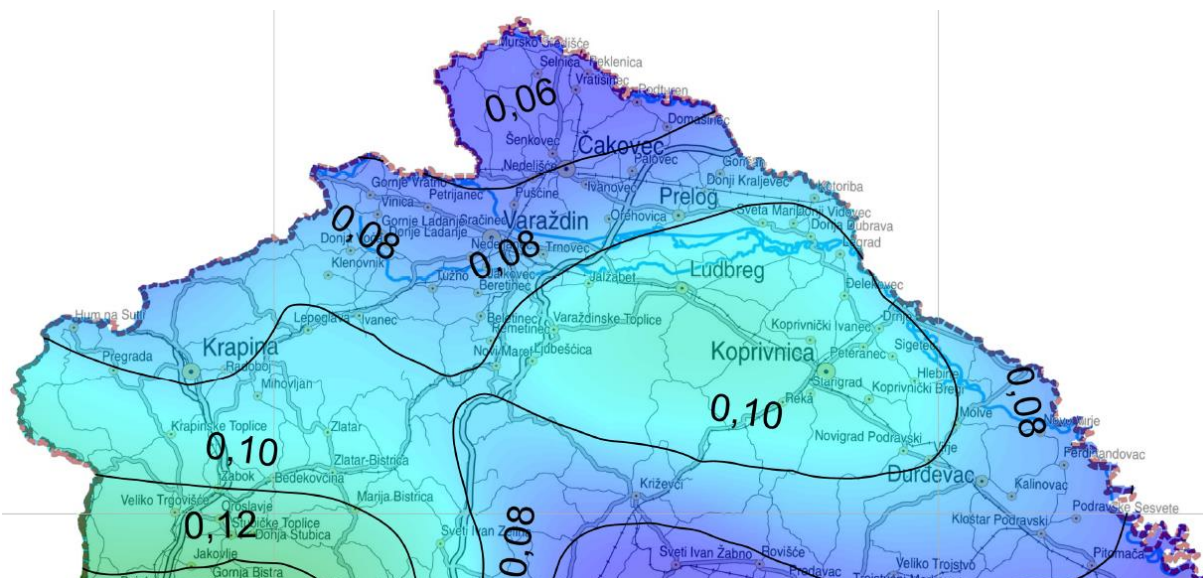 Mursko Središće
Selnica
Peklenica
Vratišinec
0,06
Podturen
Domašinec
Šenkovec
Čakovec
Nedelišće
Palovec
Goričan
Gornje Vratno
Petrijanec
Ivanovec
Donji Kraljevec
Kotoriba
Vinica
Puščine
Prelog
Gornje Ladanje
Sračinec
Varaždin
Orehovica
Sveta Marija
Donji Vidovec
Donje Ladanje
Donja Dubrava
0,08
0,08
Trnovec
Legrad
Klenovnik
Ludbreg
Tužno
Jalkovec
Jalžabet
Beretinec
Đelekovec
Hum na Sutli
Lepoglava
Ivanec
Beletinec
Varaždinske Toplice
Drnje
Remetinec
Koprivnički Ivanec
Krapina
Novi Marof
Ljubešćica
Koprivnica
Peteranec
Sigetec
Pregrada
Radoboj
Hlebine
Mihovljan
Starigrad
Koprivnički Bregi
0,08
Reka
Molve
0,10
Krapinske Toplice
Zlatar
Novigrad Podravski
Virje
0,10
Zlatar-Bistrica
Ferdinandovac
Zabok
Bedekovčina
Đurđevac
Kalinovac
Veliko Trgovišće
Marija Bistrica
Križevci
Oroslavje
Podravske Sesvete
0,12
Stubičke Toplice
Kloštar Podravski
Donja Stubica
Sveti Ivan Zelina
0,08
Jakovlje
Sveti Ivan Žabno
Rovišće
Pitomača
Gornja Bistra
Predavac
Veliko Trojstvo